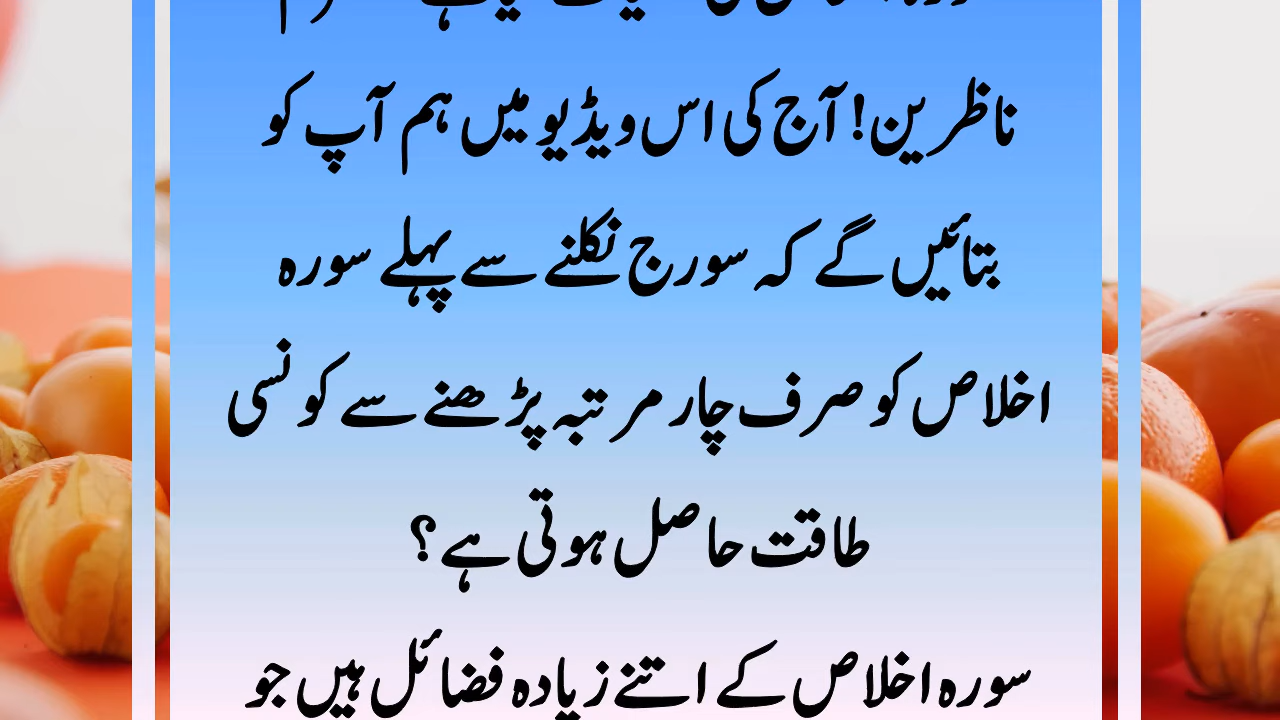 ناظرین! آج کی اس ویڈیو میں ہم آپ کو
بتائیں گے کہ سورج نکلنے سے پہلے سورہ
اخلاص کو صرف چار مرتبہ پڑھنے سے کونسی
طاقت حاصل ہوتی ہے؟
سورہ اخلاص کے اتنے زیادہ فضائل ہیں جو